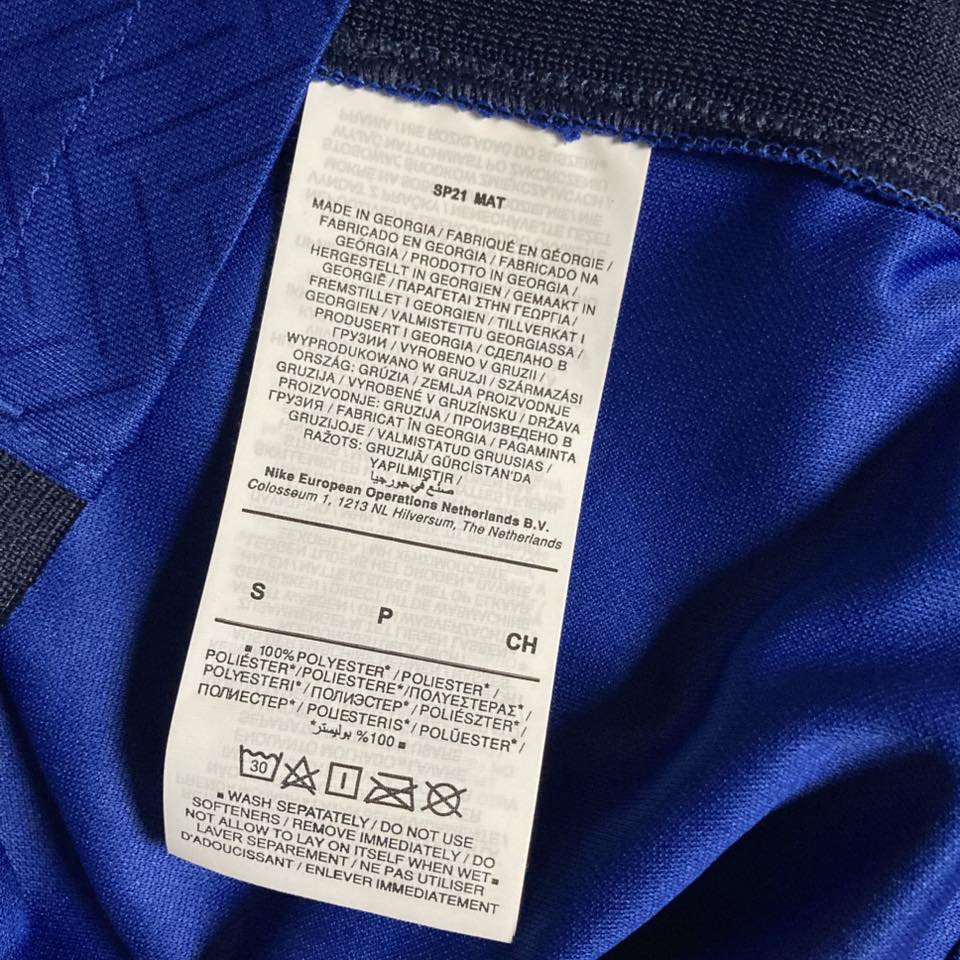 SP21 MAT
MADE IN GEORGIA / FABRIQUÉ EN GÉORGIE /
FABRICADO EN GEORGIA / FABRICADO NA
GEÓRGIA / PRODOTTO IN GEORGIA /
HERGESTELLT IN GEORGIEN / GEMAAKT IN
GEORGIË / ΠΑΡΑΓΕΤΑΙ ΣΤΗΝ ΓΕΩΡΓΙΑ /
FREMSTILLET I GEORGIEN / TILLVERKAT I
GEORGIEN / VALMISTETTU GEORGIASSA /
PRODUSERT I GEORGIA / СДЕЛАНО В
ГРУЗИИ / VYROBENO V GRUZII /
WYPRODUKOWANO W GRUZJI / SZÁRMAZÁSI
ORSZÁG: GRÚZIA / ZEMLJA PROIZVODNJE
GRUZIJA / VYROBENÉ V GRUZÍNSKU / DRŽAVA
PROIZVODNJE: GRUZIJA / ПРОИЗВЕДЕНО В
ГРУЗИЯ / FABRICAT ÎN GEORGIA / PAGAMINTA
GRUZIJOJE / VALMISTATUD GRUUSIAS /
RAŽOTS: GRUZIJĀ/ GÜRCİSTAN'DA
YAPILMIŞTIR /
صنع في جورجيا
Nike European Operations Netherlands B.V.
Colosseum 1, 1213 NL Hilversum, The Netherlands
S P CH
100% POLYESTER* / POLIESTER* /
POLIÉSTER*/POLIESTERE*/ΠΟΛΥΕΣΤΕΡΑΣ* /
POLYESTERI* / ПОЛИЭСТЕР* / POLIÉSZTER* /
ПОЛИЕСТЕР* / POLIESTERIS* / POLÜESTER* /
100% بوليستر*
30
WASH SEPATATELY / DO NOT USE
SOFTENERS / REMOVE IMMEDIATELY / DO
NOT ALLOW TO LAY ON ITSELF WHEN WET
LAVER SEPAREMENT / NE PAS UTILISER
D'ADOUCISSANT / ENLEVER IMMEDIATEMENT